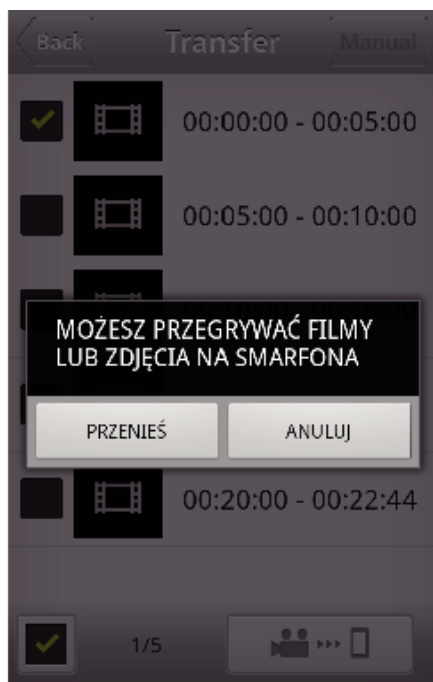 Back Transfer Manual
00:00:00 - 00:05:00
00:05:00 - 00:10:00
MOŻESZ PRZEGRYWAĆ FILMY
LUB ZDJĘCIA NA SMARFONA
PRZENIEŚ ANULUJ
00:20:00 - 00:22:44
1/5